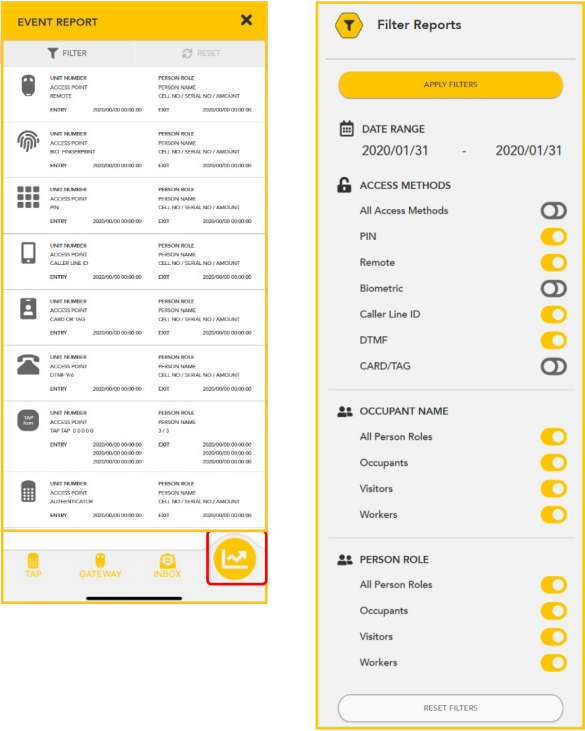 EVENT REPORT
FILTER RESET
UNIT NUMBER PERSON ROLE
ACCESS POINT PERSON NAME
REMOTE CELL NO / SERIAL NO / AMOUNT
ENTRY 2020/00/00 00:00:00 EXIT 2020/00/00 00:00:00
UNIT NUMBER PERSON ROLE
ACCESS POINT PERSON NAME
BIO FINGERPRINT CELL NO / SERIAL NO / AMOUNT
ENTRY 2020/00/00 00:00:00 EXIT 2020/00/00 00:00:00
UNIT NUMBER PERSON ROLE
ACCESS POINT PERSON NAME
PIN CELL NO / SERIAL NO / AMOUNT
ENTRY 2020/00/00 00:00:00 EXIT 2020/00/00 00:00:00
UNIT NUMBER PERSON ROLE
ACCESS POINT PERSON NAME
CALLER LINE ID CELL NO / SERIAL NO / AMOUNT
ENTRY 2020/00/00 00:00:00 EXIT 2020/00/00 00:00:00
UNIT NUMBER PERSON ROLE
ACCESS POINT PERSON NAME
CARD OR TAG CELL NO / SERIAL NO / AMOUNT
ENTRY 2020/00/00 00:00:00 EXIT 2020/00/00 00:00:00
UNIT NUMBER PERSON ROLE
ACCESS POINT PERSON NAME
DTMF W6 CELL NO / SERIAL NO / AMOUNT
ENTRY 2020/00/00 00:00:00 EXIT 2020/00/00 00:00:00
TAP
Icon
UNIT NUMBER PERSON ROLE
ACCESS POINT PERSON NAME
TAP TAP 0 0 0 0 0 3 / 3
ENTRY 2020/00/00 00:00:00 EXIT 2020/00/00 00:00:00
2020/00/00 00:00:00 2020/00/00 00:00:00
2020/00/00 00:00:00 2020/00/00 00:00:00
UNIT NUMBER PERSON ROLE
ACCESS POINT PERSON NAME
AUTHENTICATOR CELL NO / SERIAL NO / AMOUNT
ENTRY 2020/00/00 00:00:00 EXIT 2020/00/00 00:00:00
TAP GATEWAY INBOX
Filter Reports
APPLY FILTERS
DATE RANGE
2020/01/31 - 2020/01/31
ACCESS METHODS
All Access Methods
PIN
Remote
Biometric
Caller Line ID
DTMF
CARD/TAG
OCCUPANT NAME
All Person Roles
Occupants
Visitors
Workers
PERSON ROLE
All Person Roles
Occupants
Visitors
Workers
RESET FILTERS